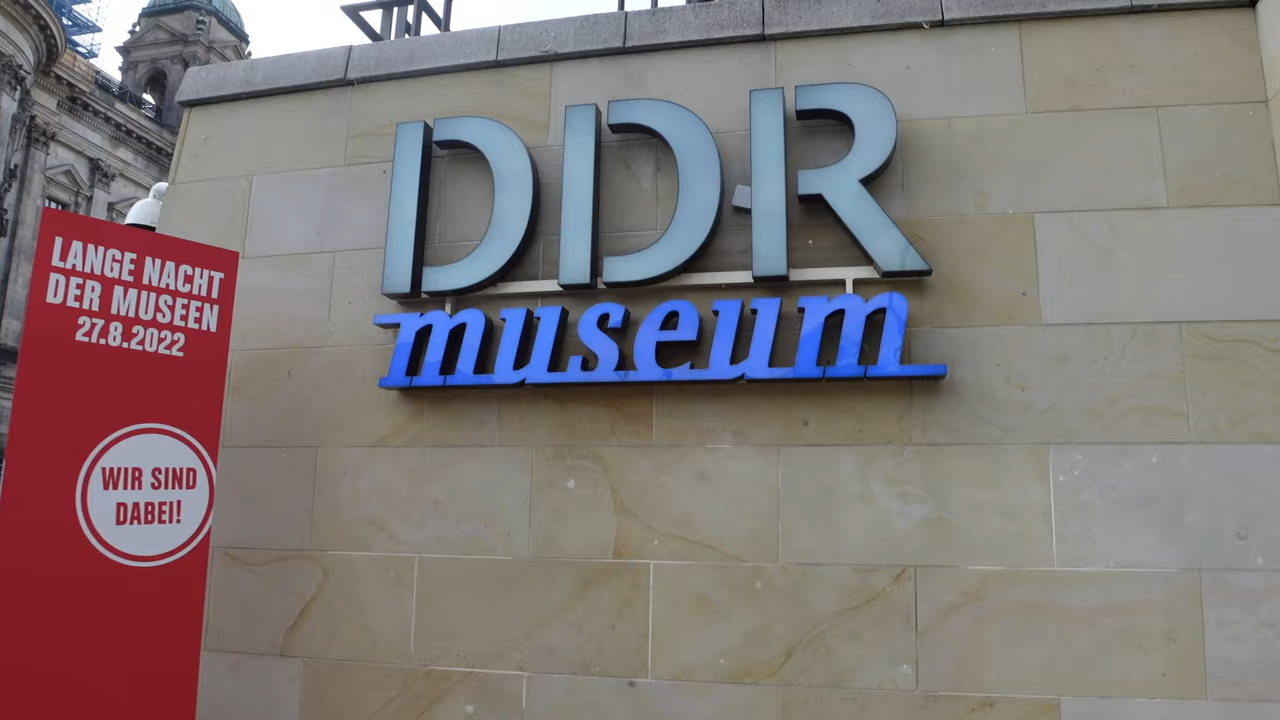 LANGE NACHT
DER MUSEEN
27.8.2022
WIR SIND
DABEI!
DDR
museum